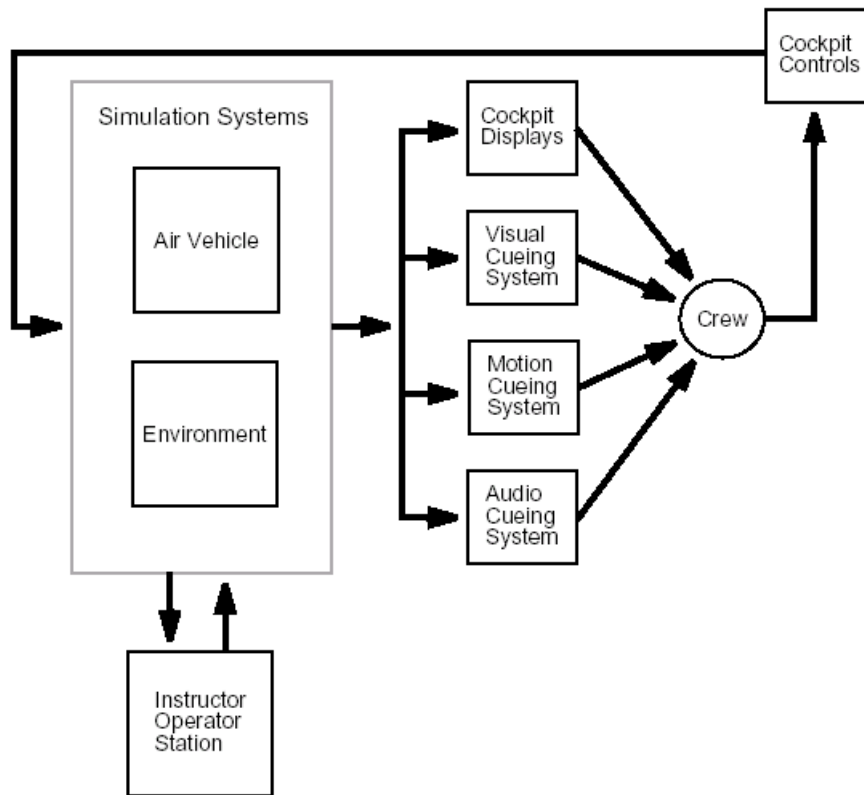 Cockpit
Controls
Simulation Systems
Air Vehicle
Environment
Cockpit
Displays
Visual
Cueing
System
Motion
Cueing
System
Audio
Cueing
System
Crew
Instructor
Operator
Station